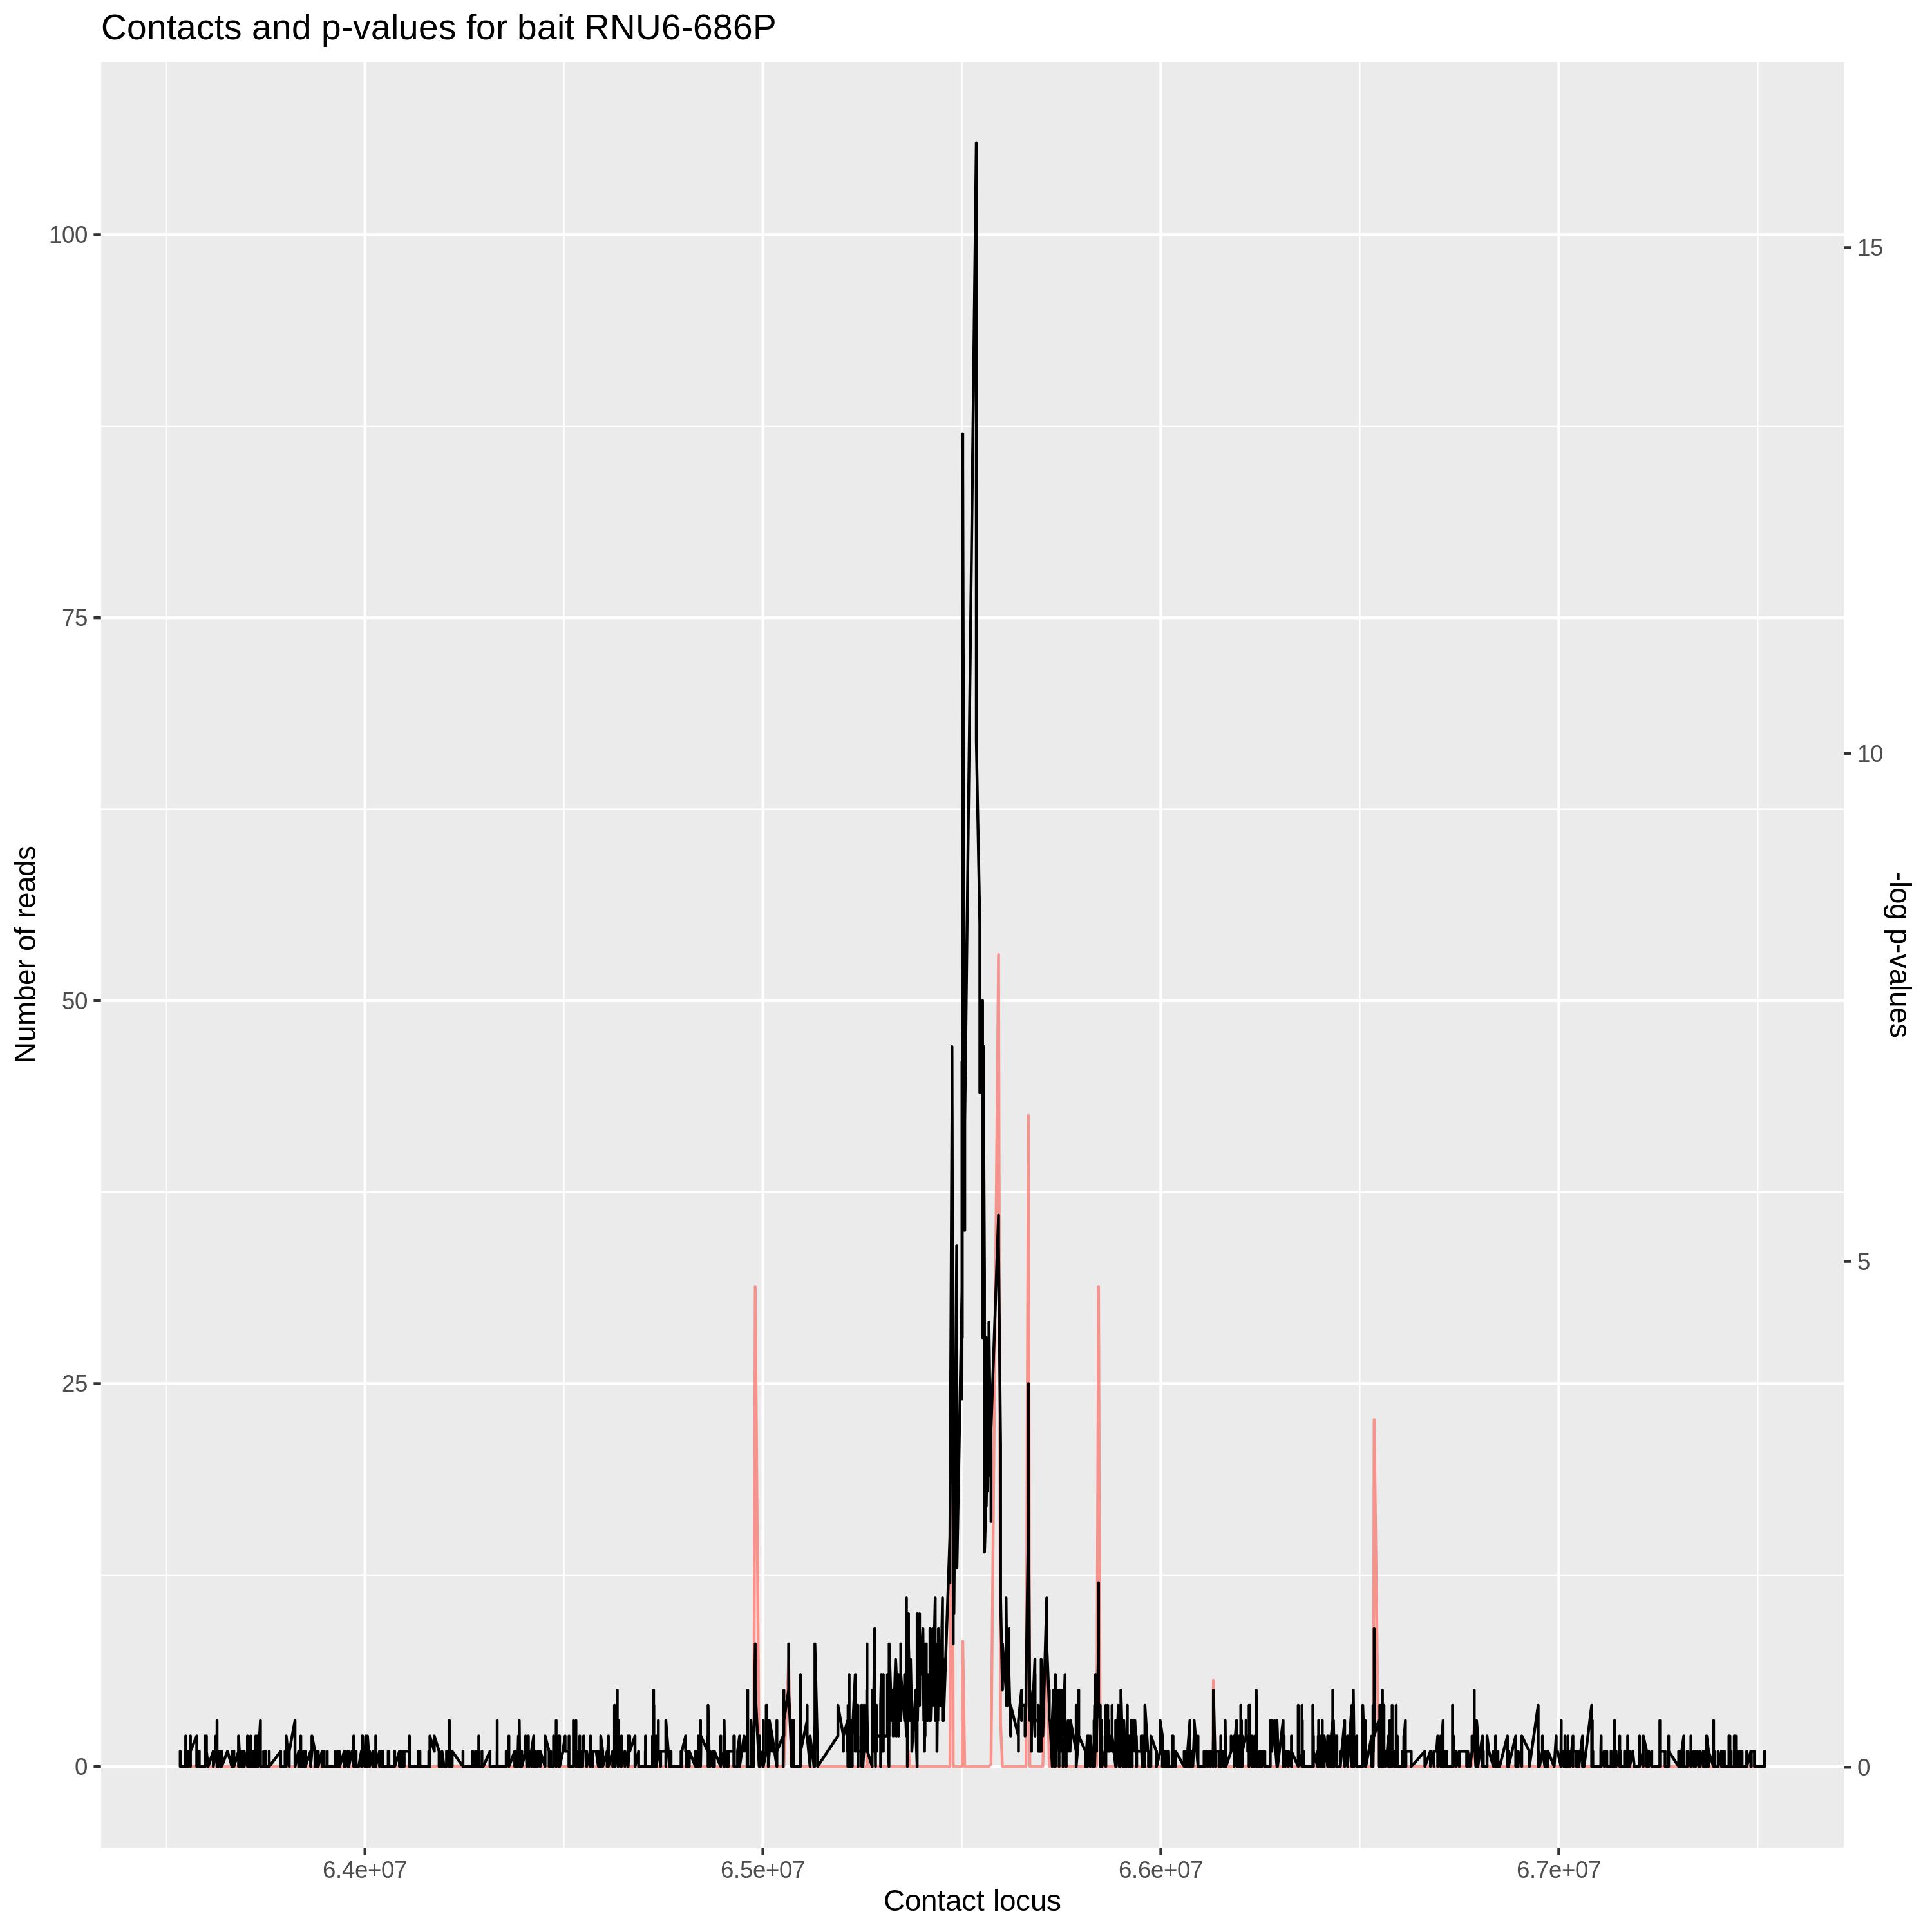 Contacts and p-values for bait RNU6-686P
100
75
50
25
0
Number of reads
15
10
5
0
-log p-values
6.4e+07
6.5e+07
6.6e+07
6.7e+07
Contact locus